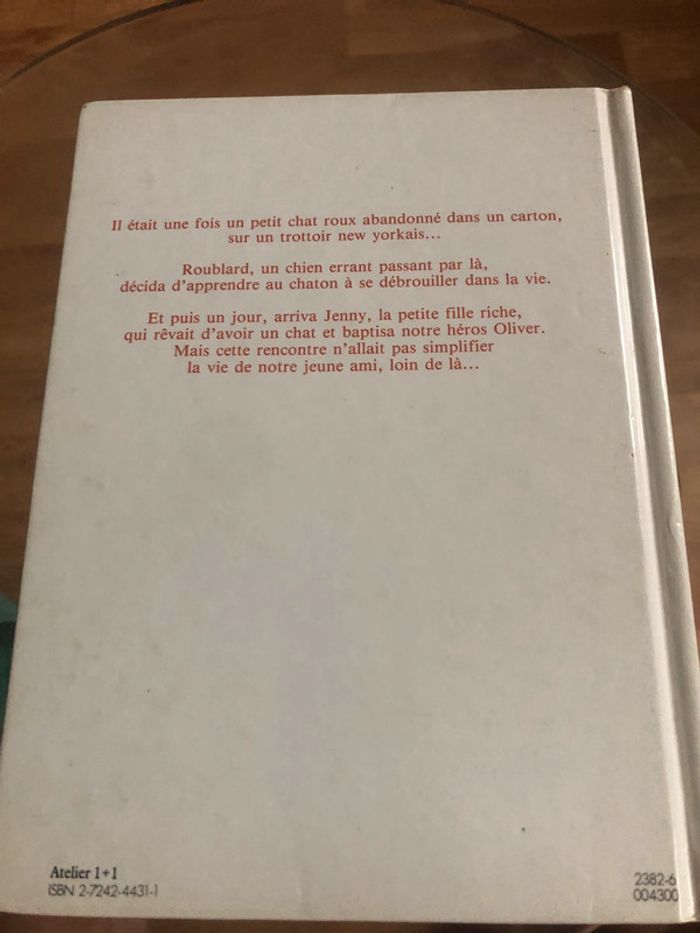 Il était une fois un petit chat roux abandonné dans un carton,
sur un trottoir new yorkais...
Roublard, un chien errant passant par là,
décida d'apprendre au chaton à se débrouiller dans la vie.
Et puis un jour, arriva Jenny, la petite fille riche,
qui rêvait d'avoir un chat et baptisa notre héros Oliver.
Mais cette rencontre n'allait pas simplifier
la vie de notre jeune ami, loin de là...
Atelier 1+1
ISBN 2-7242-4431-1
2382-6
004300